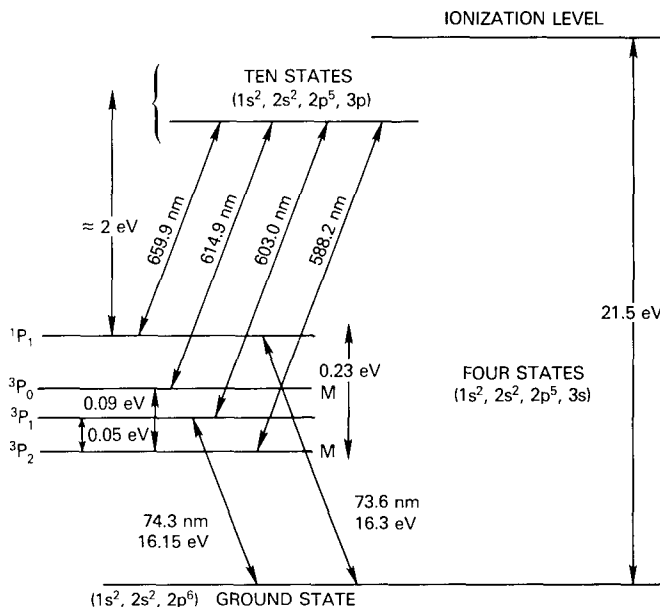 IONIZATION LEVEL
TEN STATES
(1s², 2s², 2p⁵, 3p)
≈ 2 eV
659.9 nm
614.9 nm
603.0 nm
588.2 nm
21.5 eV
¹P₁
0.23 eV
³P₀
M
FOUR STATES
(1s², 2s², 2p⁵, 3s)
0.09 eV
³P₁
0.05 eV
³P₂
M
74.3 nm
16.15 eV
73.6 nm
16.3 eV
(1s², 2s², 2p⁶) GROUND STATE